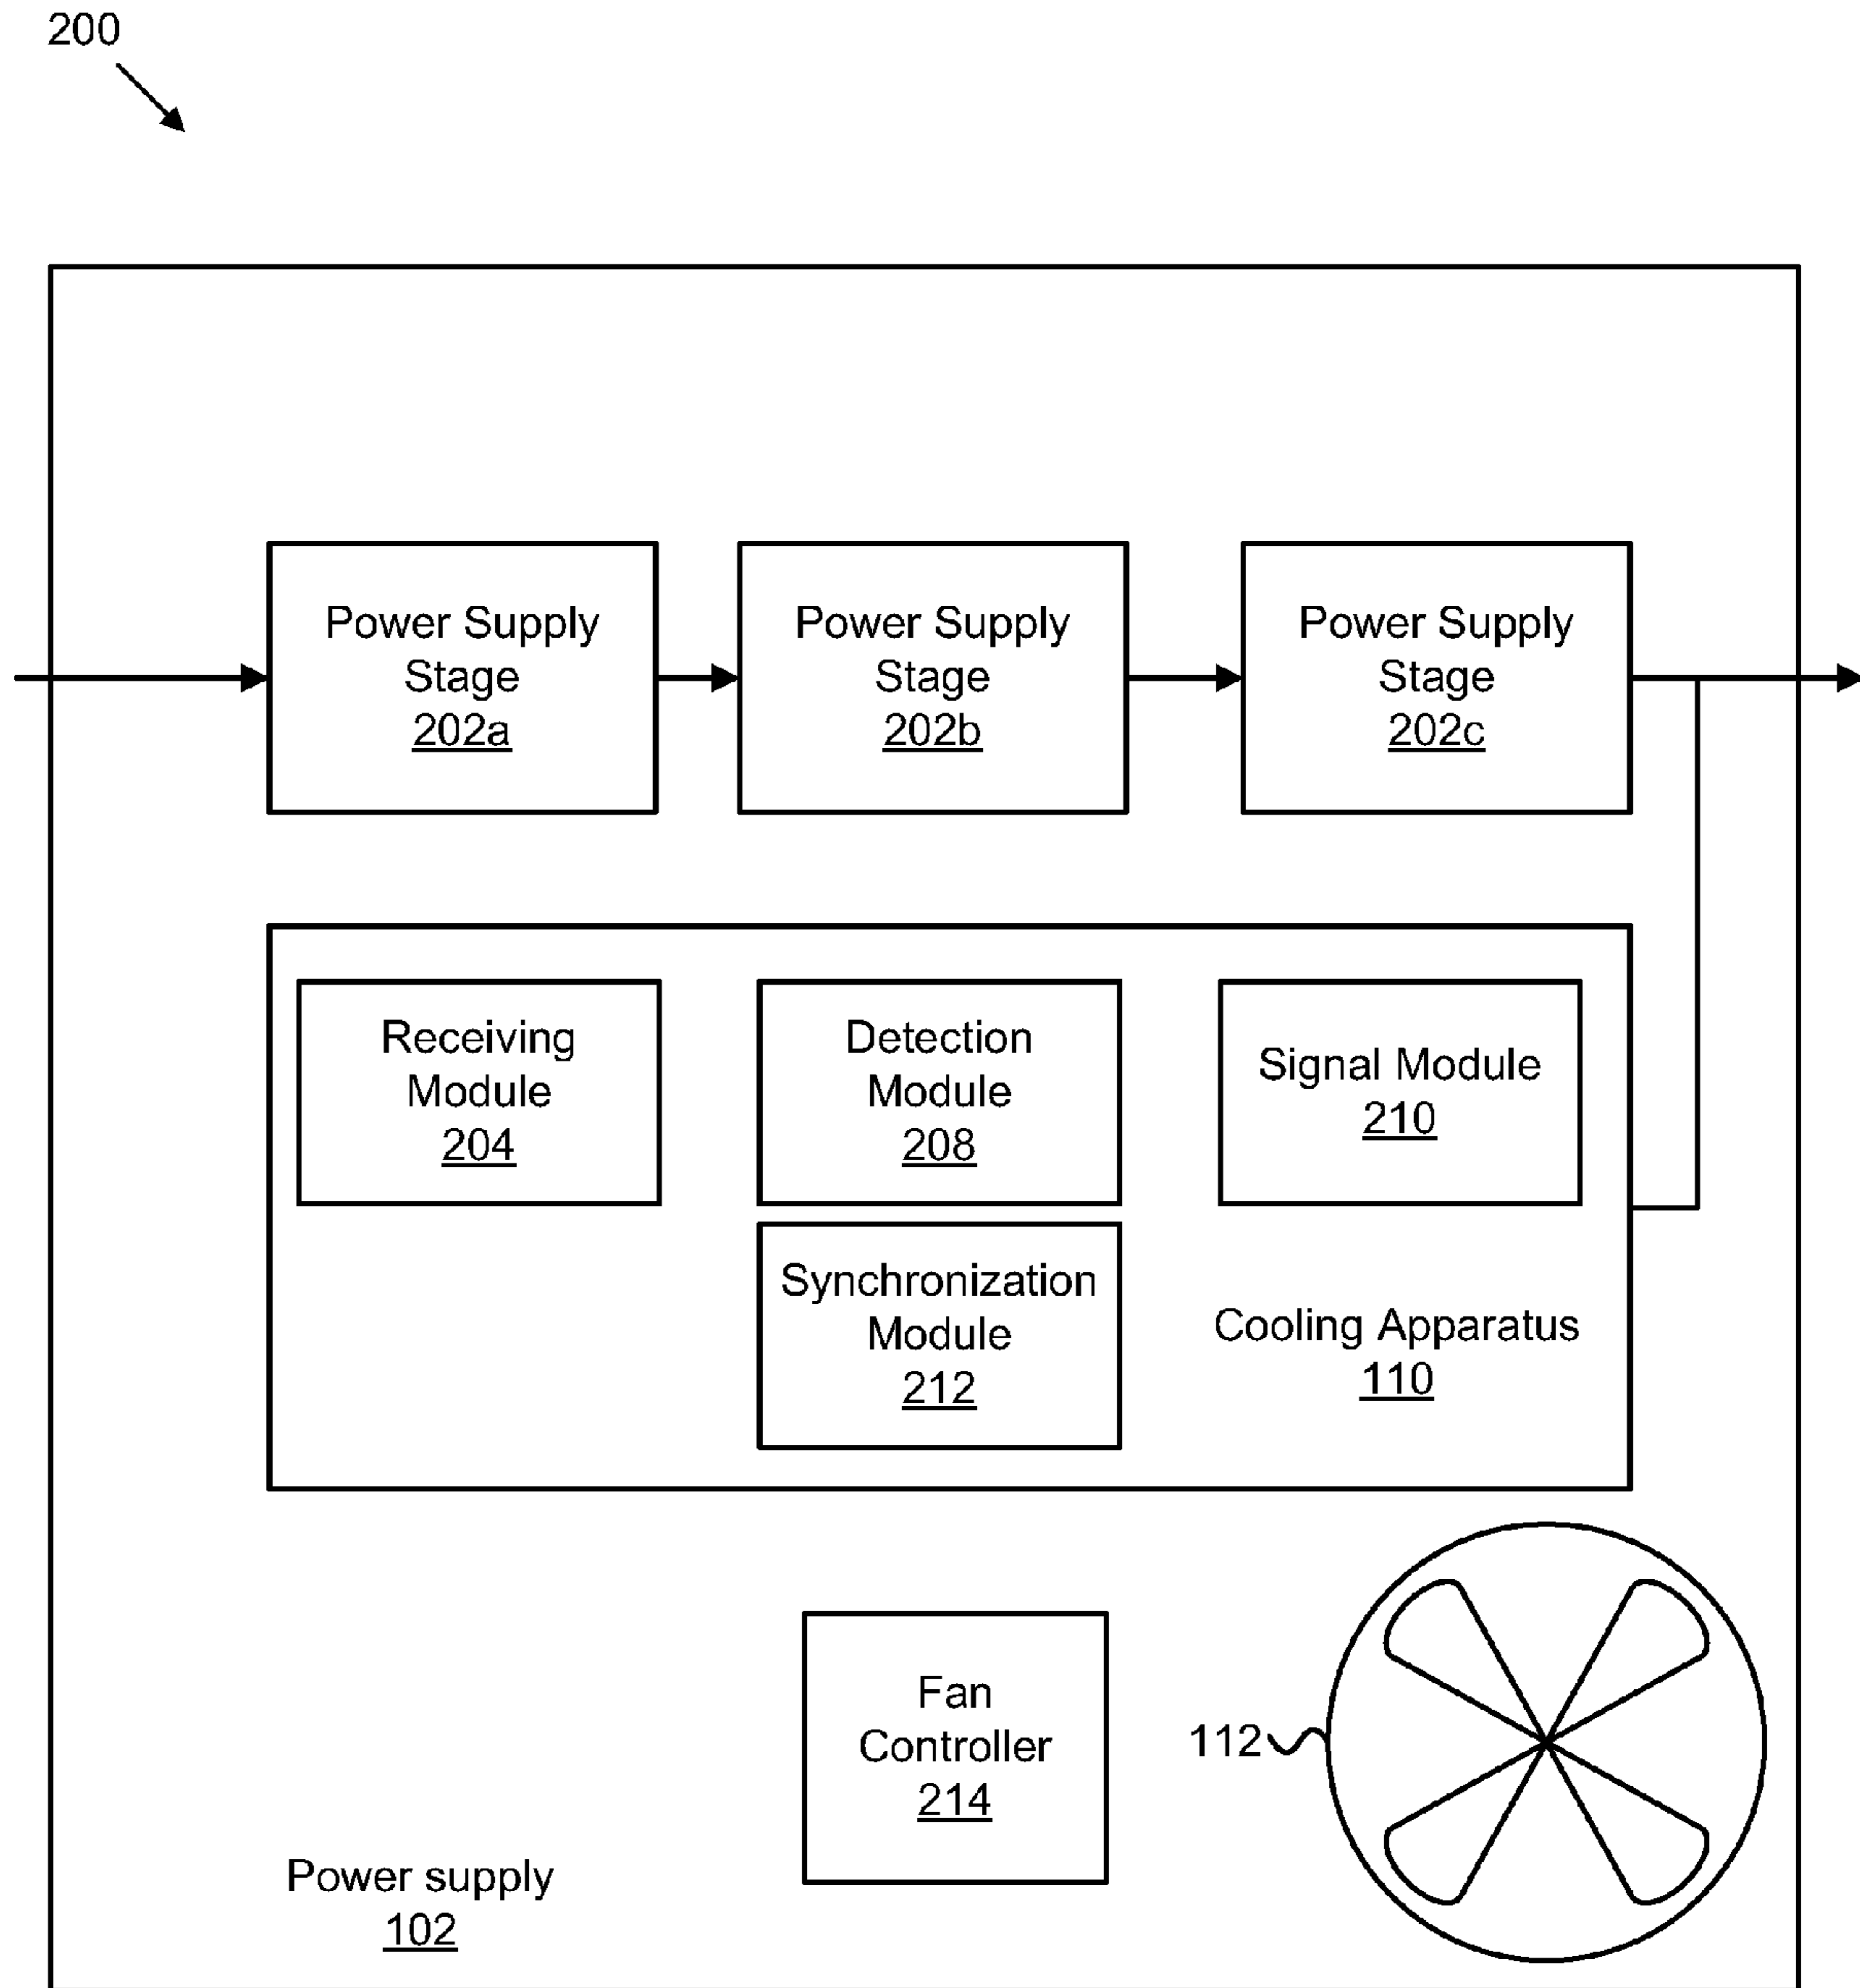 200
Power Supply
Stage
202a
Power Supply
Stage
202b
Power Supply
Stage
202c
Receiving
Module
204
Detection
Module
208
Signal Module
210
Synchronization
Module
212
Cooling Apparatus
110
Fan
Controller
214
112
Power supply
102